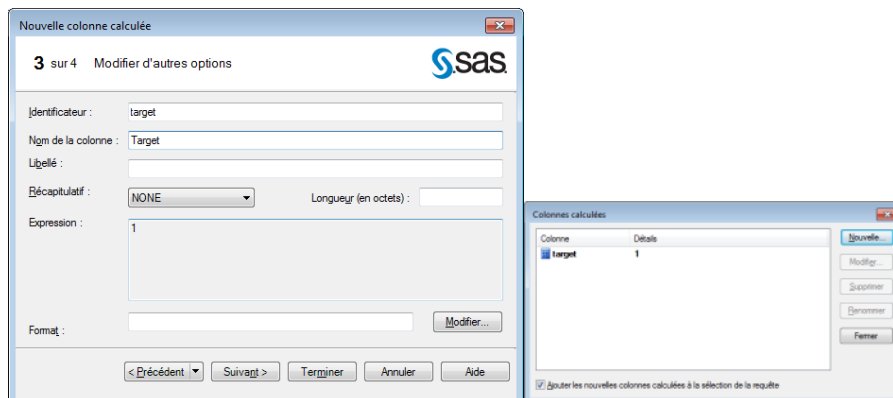 Nouvelle colonne calculée
3 sur 4 Modifier d'autres options
sas
Identificateur : target
Nom de la colonne : Target
Libellé :
Récapitulatif : NONE Longueur (en octets) :
Expression : 1
Format : Modifier...
< Précédent Suivant > Terminer Annuler Aide
Colonnes calculées
Colonne Détails
target 1
Nouvelle...
Modifier...
Supprimer
Renommer
Fermer
Ajouter les nouvelles colonnes calculées à la sélection de la requête